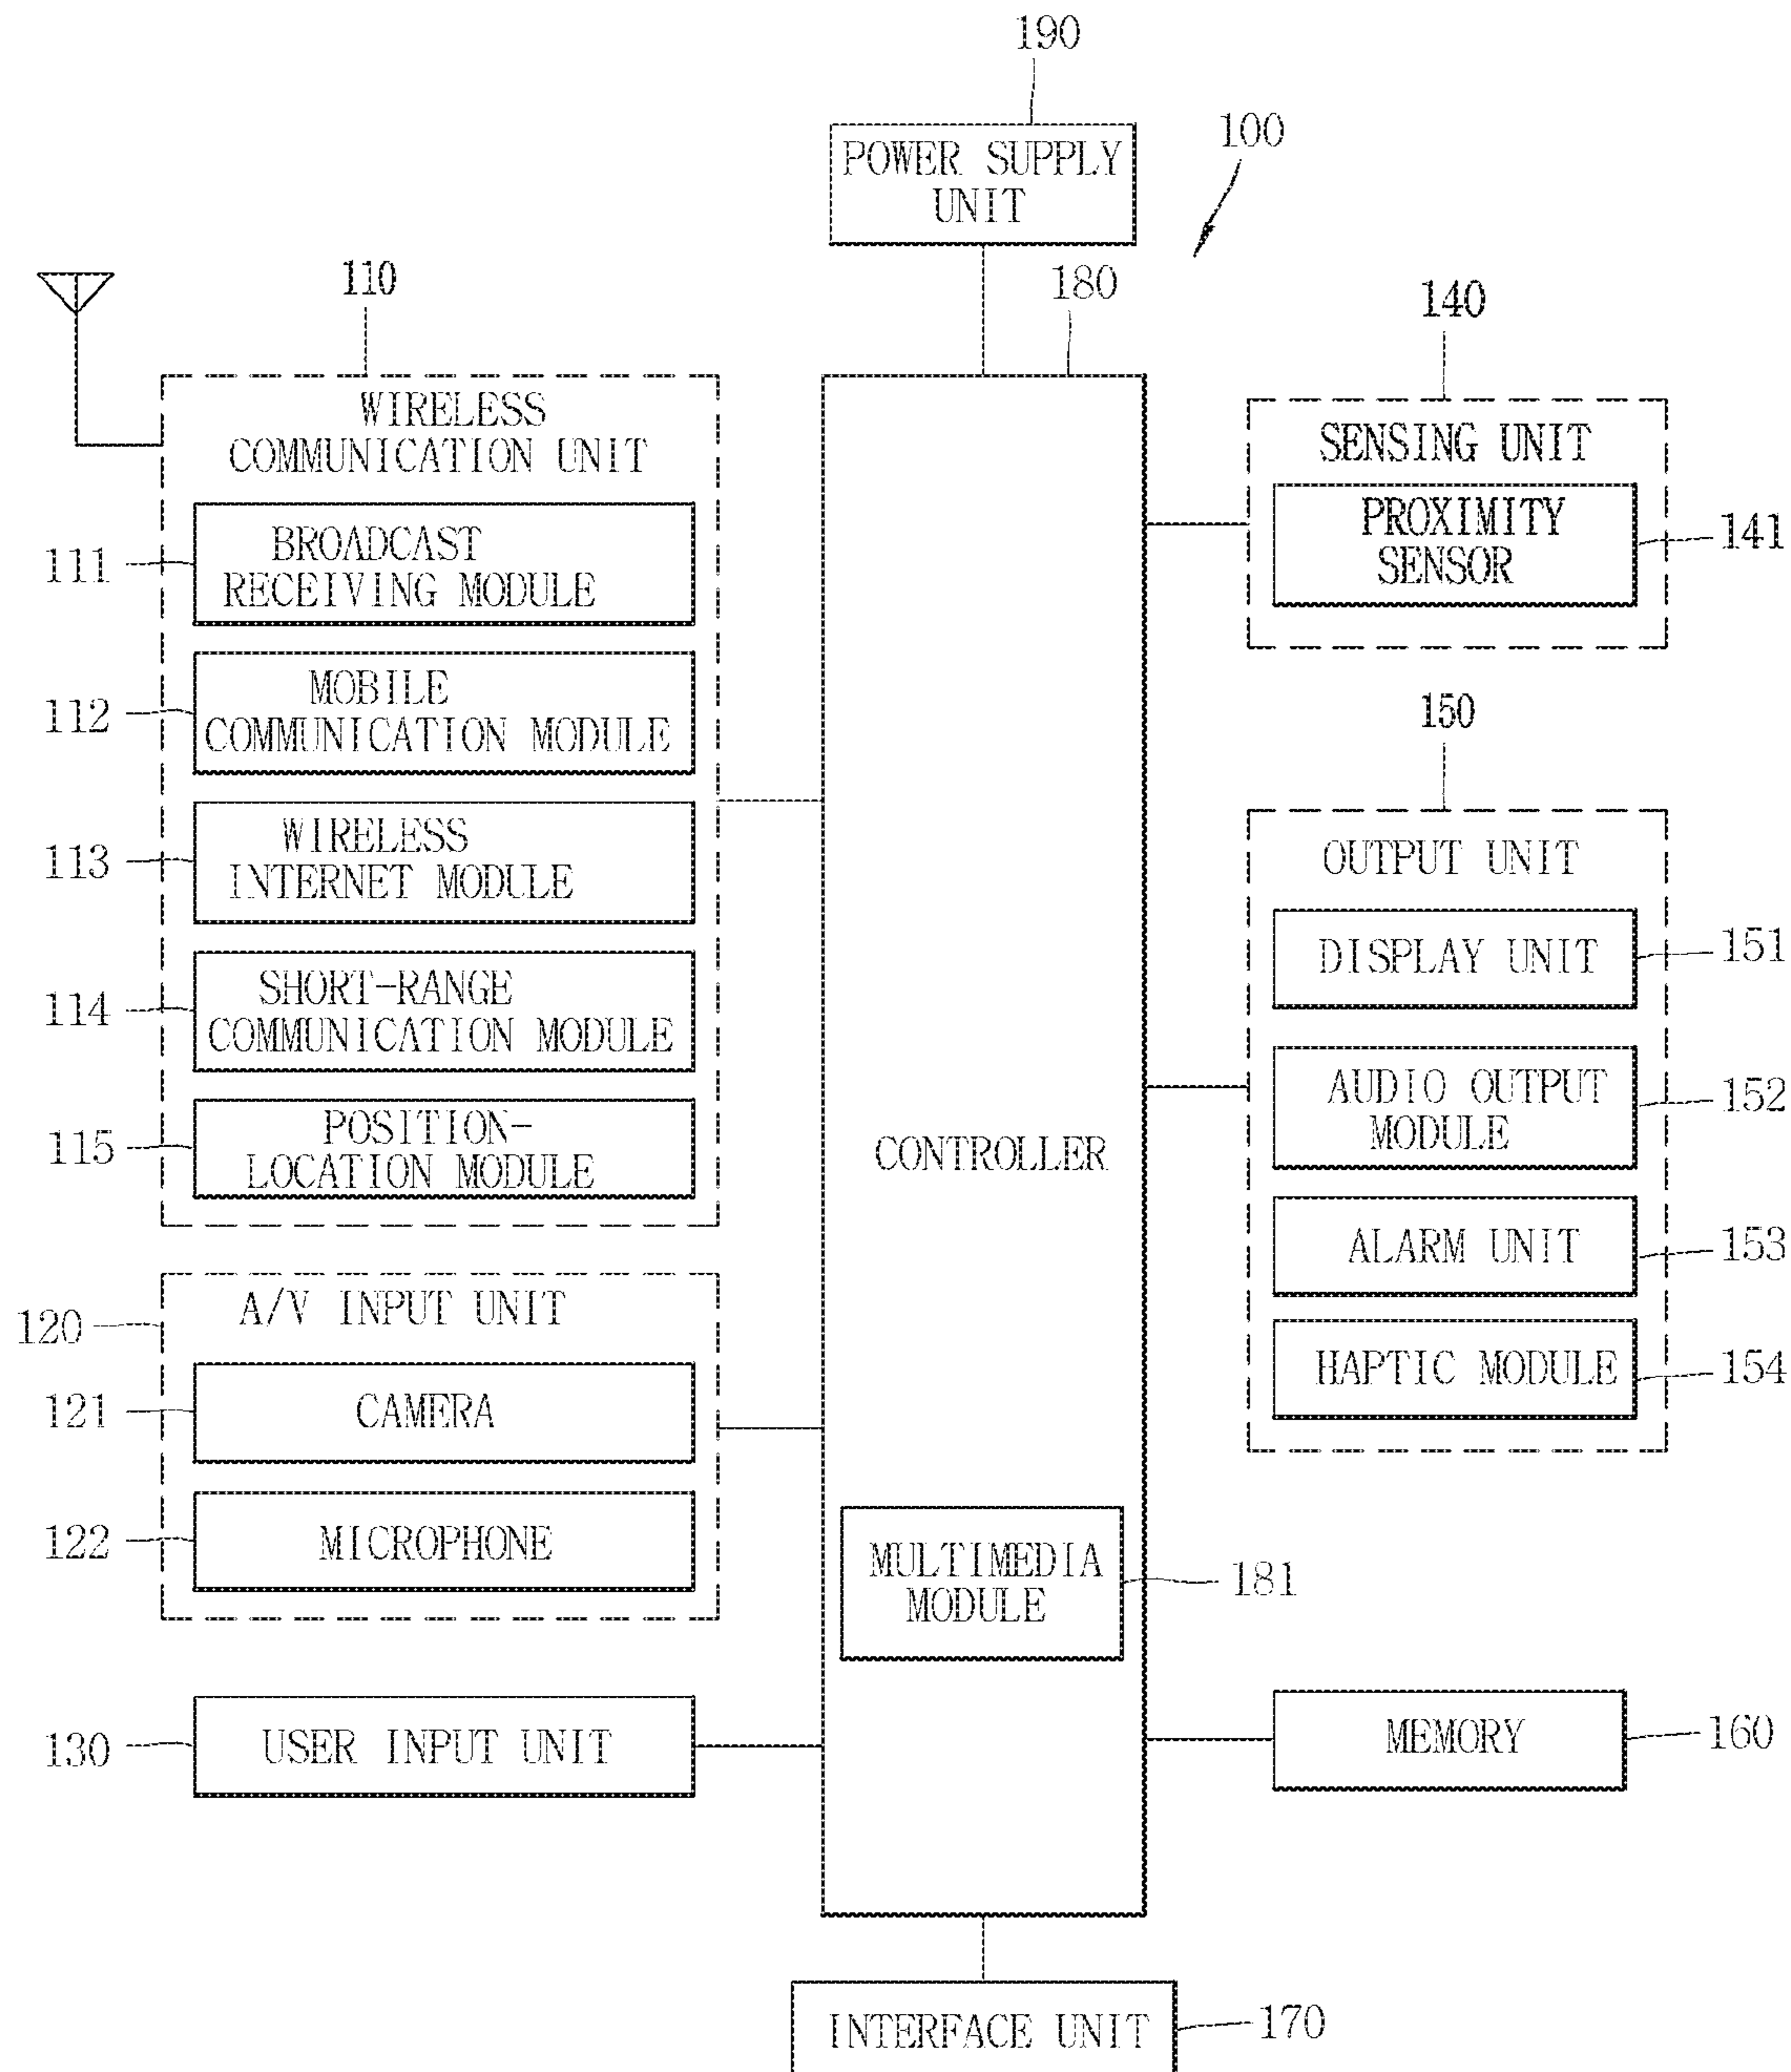 190
POWER SUPPLY
UNIT
100
110
180
140
WIRELESS
COMMUNICATION UNIT
111
BROADCAST
RECEIVING MODULE
112
MOBILE
COMMUNICATION MODULE
113
WIRELESS
INTERNET MODULE
114
SHORT-RANGE
COMMUNICATION MODULE
115
POSITION-
LOCATION MODULE
120
A/V INPUT UNIT
121
CAMERA
122
MICROPHONE
130
USER INPUT UNIT
CONTROLLER
MULTIMEDIA
MODULE
181
SENSING UNIT
PROXIMITY
SENSOR
141
150
OUTPUT UNIT
DISPLAY UNIT
151
AUDIO OUTPUT
MODULE
152
ALARM UNIT
153
HAPTIC MODULE
154
MEMORY
160
INTERFACE UNIT
170